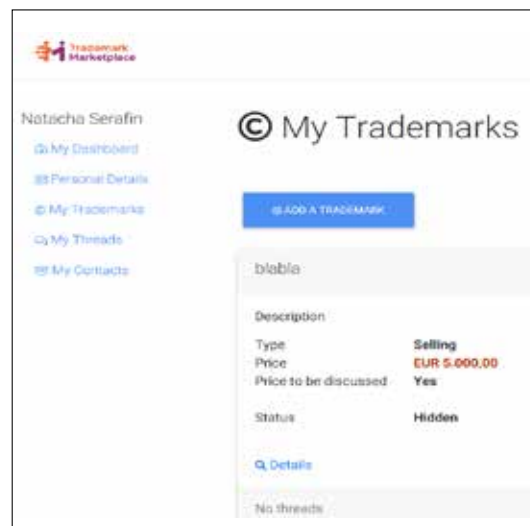 Trademark
Marketplace
Natacha Serafin
My Dashboard
Personal Details
My Trademarks
My Threads
My Contacts
© My Trademarks
ADD A TRADEMARK
blabla
Description
Type Selling
Price EUR 5.000,00
Price to be discussed Yes
Status Hidden
Details
No threads